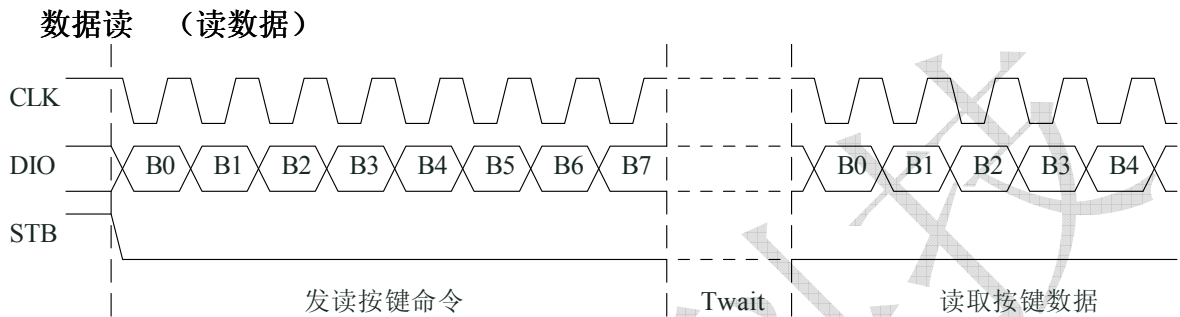 数据读 （读数据）
CLK
DIO B0 B1 B2 B3 B4 B5 B6 B7 B0 B1 B2 B3 B4
STB
发读按键命令 Twait 读取按键数据